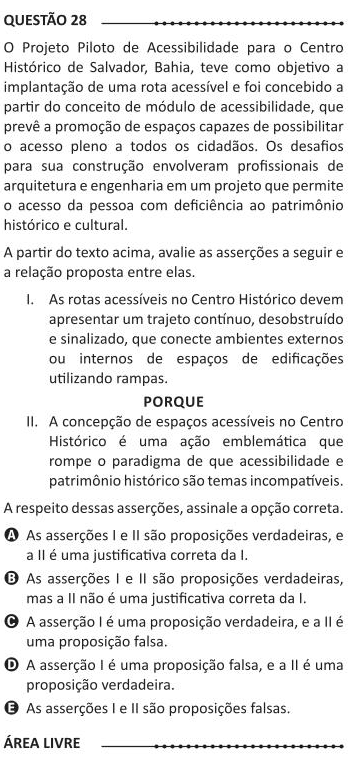 QUESTÃO 28
O Projeto Piloto de Acessibilidade para o Centro
Histórico de Salvador, Bahia, teve como objetivo a
implantação de uma rota acessível e foi concebido a
partir do conceito de módulo de acessibilidade, que
prevê a promoção de espaços capazes de possibilitar
o acesso pleno a todos os cidadãos. Os desafios
para sua construção envolveram profissionais de
arquitetura e engenharia em um projeto que permite
o acesso da pessoa com deficiência ao patrimônio
histórico e cultural.
A partir do texto acima, avalie as asserções a seguir e
a relação proposta entre elas.
I. As rotas acessíveis no Centro Histórico devem
apresentar um trajeto contínuo, desobstruído
e sinalizado, que conecte ambientes externos
ou internos de espaços de edificações
utilizando rampas.
PORQUE
II. A concepção de espaços acessíveis no Centro
Histórico é uma ação emblemática que
rompe o paradigma de que acessibilidade e
patrimônio histórico são temas incompatíveis.
A respeito dessas asserções, assinale a opção correta.
A As asserções I e II são proposições verdadeiras, e
a II é uma justificativa correta da I.
B As asserções I e II são proposições verdadeiras,
mas a II não é uma justificativa correta da I.
C A asserção I é uma proposição verdadeira, e a II é
uma proposição falsa.
D A asserção I é uma proposição falsa, e a II é uma
proposição verdadeira.
E As asserções I e II são proposições falsas.
ÁREA LIVRE